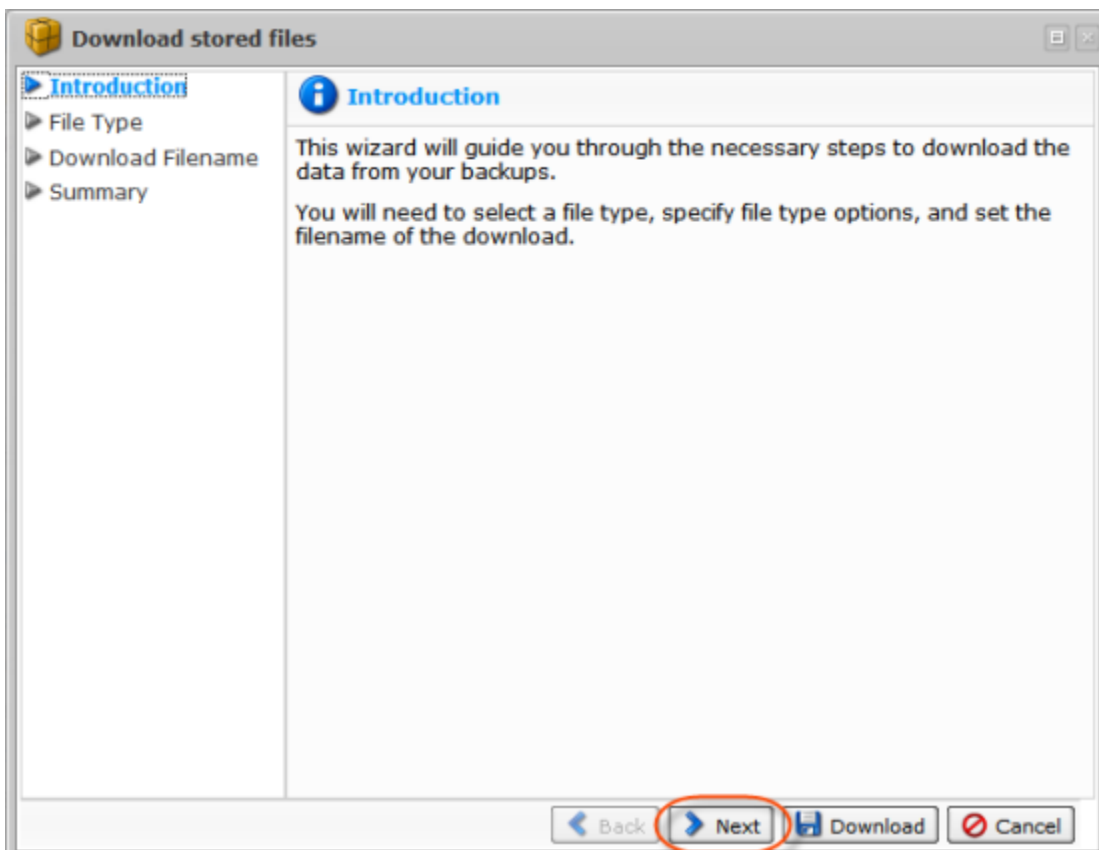 Download stored files
Introduction
File Type
Download Filename
Summary
Introduction
This wizard will guide you through the necessary steps to download the
data from your backups.
You will need to select a file type, specify file type options, and set the
filename of the download.
Back Next Download Cancel